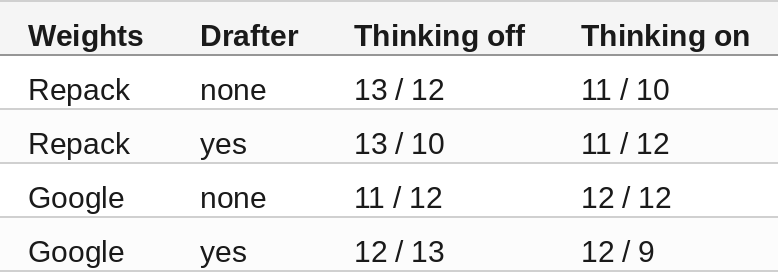 Weights Drafter Thinking off Thinking on
Repack none 13 / 12 11 / 10
Repack yes 13 / 10 11 / 12
Google none 11 / 12 12 / 12
Google yes 12 / 13 12 / 9